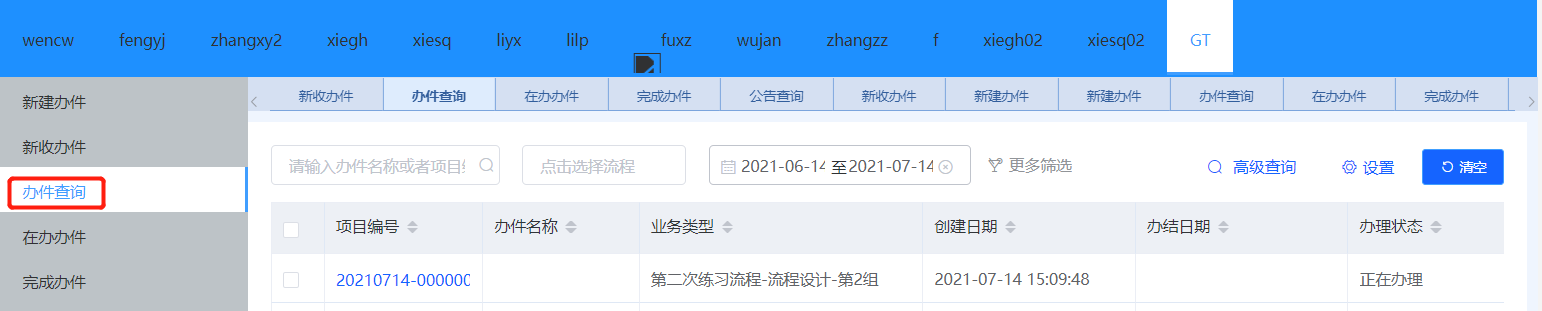 wencw fengyj zhangxy2 xiegh xiesq liyx lilp fuxz wujan zhangzz f xiegh02 xiesq02 GT
新建办件
新收办件
办件查询
在办办件
完成办件
新收办件 办件查询 在办办件 完成办件 公告查询 新收办件 新建办件 新建办件 办件查询 在办办件 完成办件
请输入办件名称或者项目 点击选择流程 2021-06-14 至 2021-07-14 更多筛选 高级查询 设置 清空
项目编号 办件名称 业务类型 创建日期 办结日期 办理状态
20210714-000000 第二次练习流程-流程设计-第2组 2021-07-14 15:09:48 正在办理